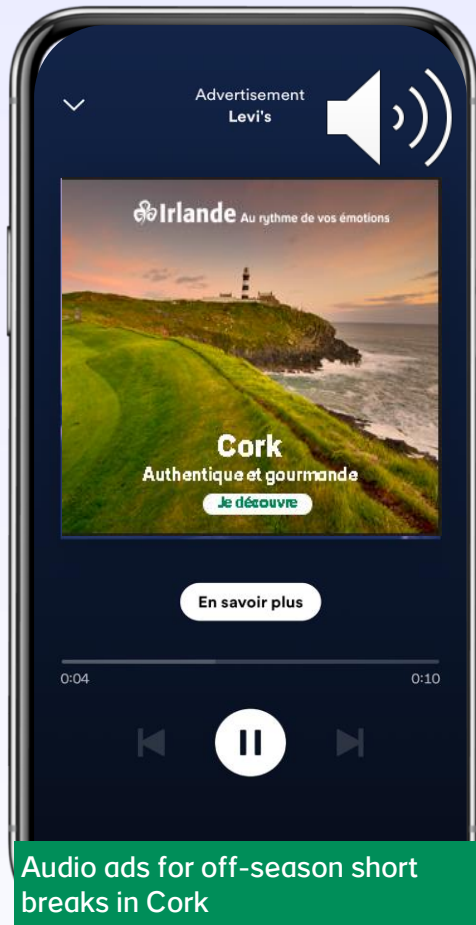 Advertisement
Levi's
Irlande Au rythme de vos émotions
Cork
Authentique et gourmande
Je découvre
En savoir plus
0:04
0:10
Audio ads for off-season short
breaks in Cork